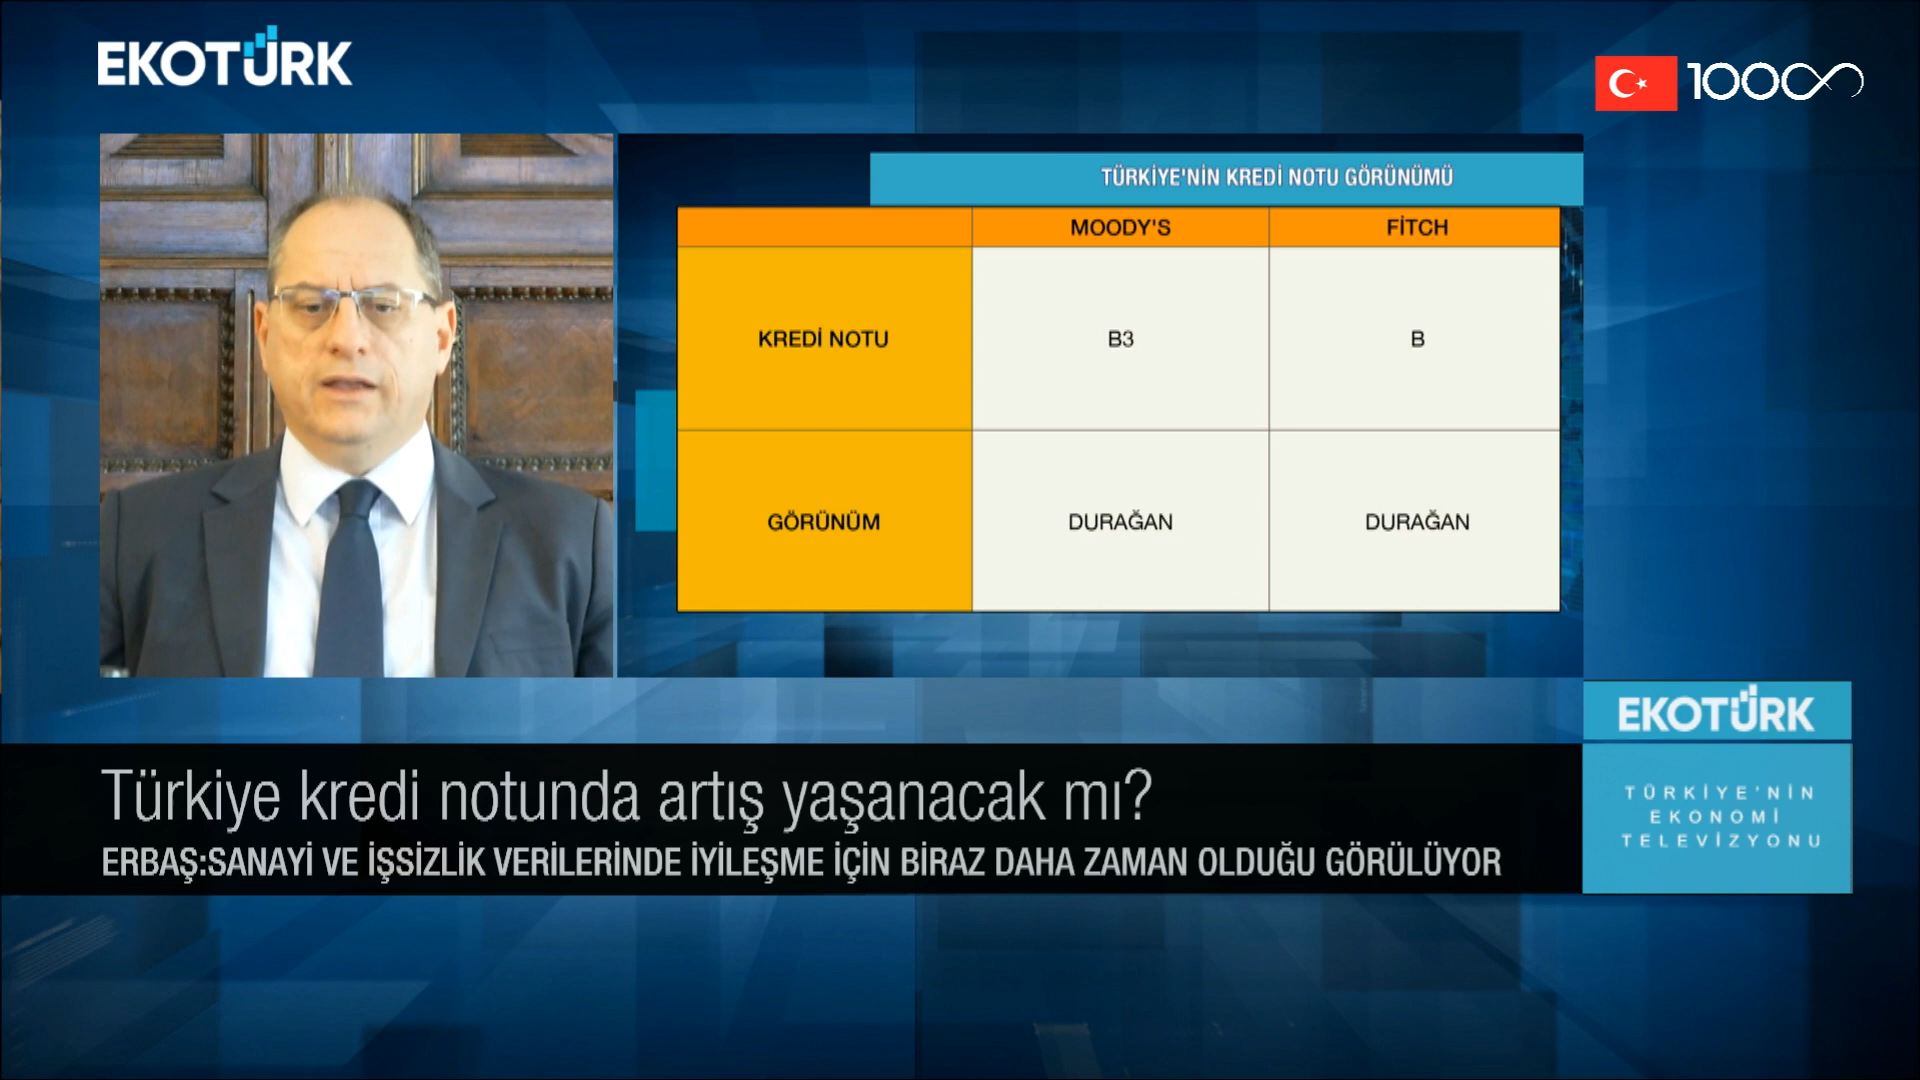 EKOTÜRK
100
TÜRKİYE'NİN KREDİ NOTU GÖRÜNÜMÜ
MOODY'S FİTCH
KREDİ NOTU B3 B
GÖRÜNÜM DURAĞAN DURAĞAN
EKOTÜRK
Türkiye kredi notunda artış yaşanacak mı?
ERBAŞ:SANAYİ VE İŞSİZLİK VERİLERİNDE İYİLEŞME İÇİN BİRAZ DAHA ZAMAN OLDUĞU GÖRÜLÜYOR
TÜRKİYE'NİN
EKONOMİ
TELEVİZYONU